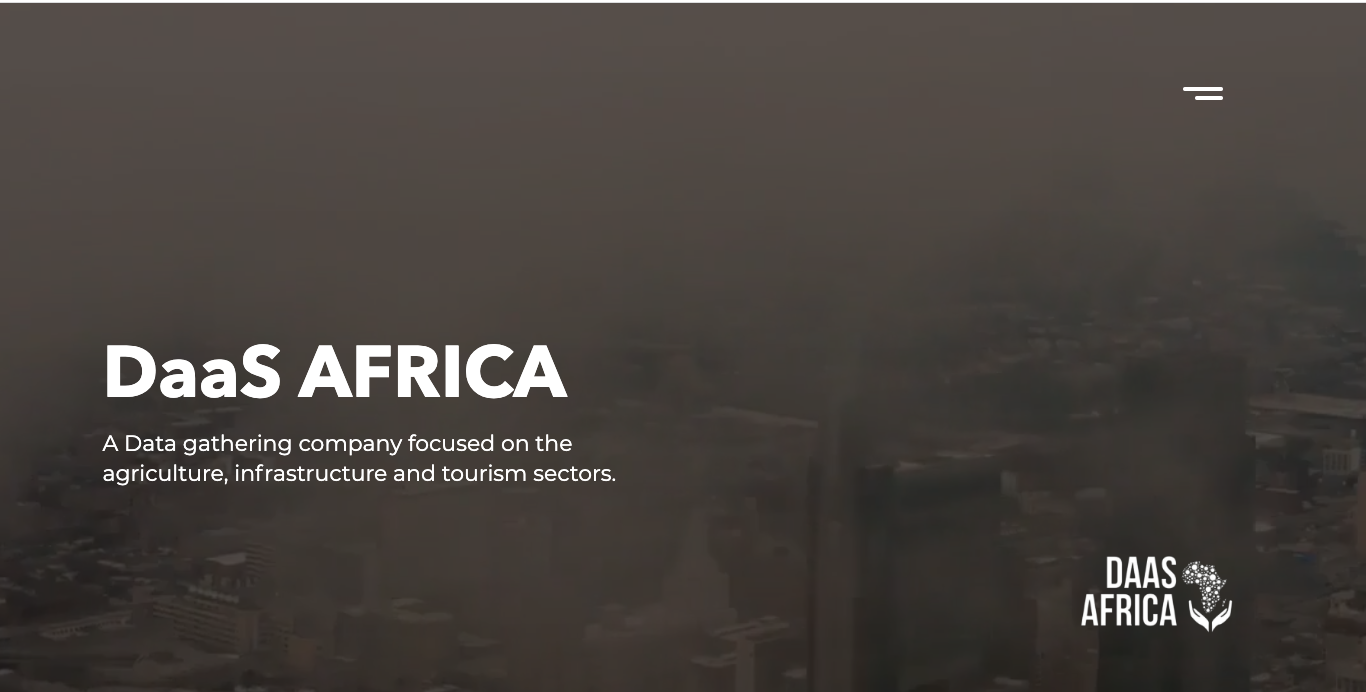 DaaS AFRICA
A Data gathering company focused on the
agriculture, infrastructure and tourism sectors.
DAAS
AFRICA